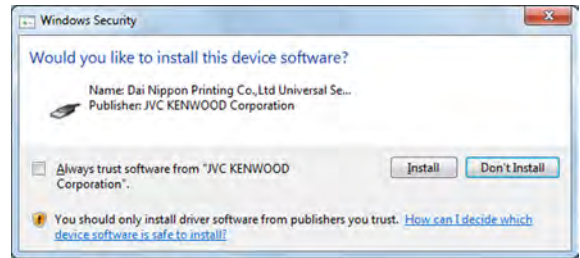 Windows Security
Would you like to install this device software?
Name: Dai Nippon Printing Co.,Ltd Universal Se...
Publisher: JVC KENWOOD Corporation
Always trust software from "JVC KENWOOD
Corporation".
Install
Don't Install
You should only install driver software from publishers you trust. How can I decide which
device software is safe to install?